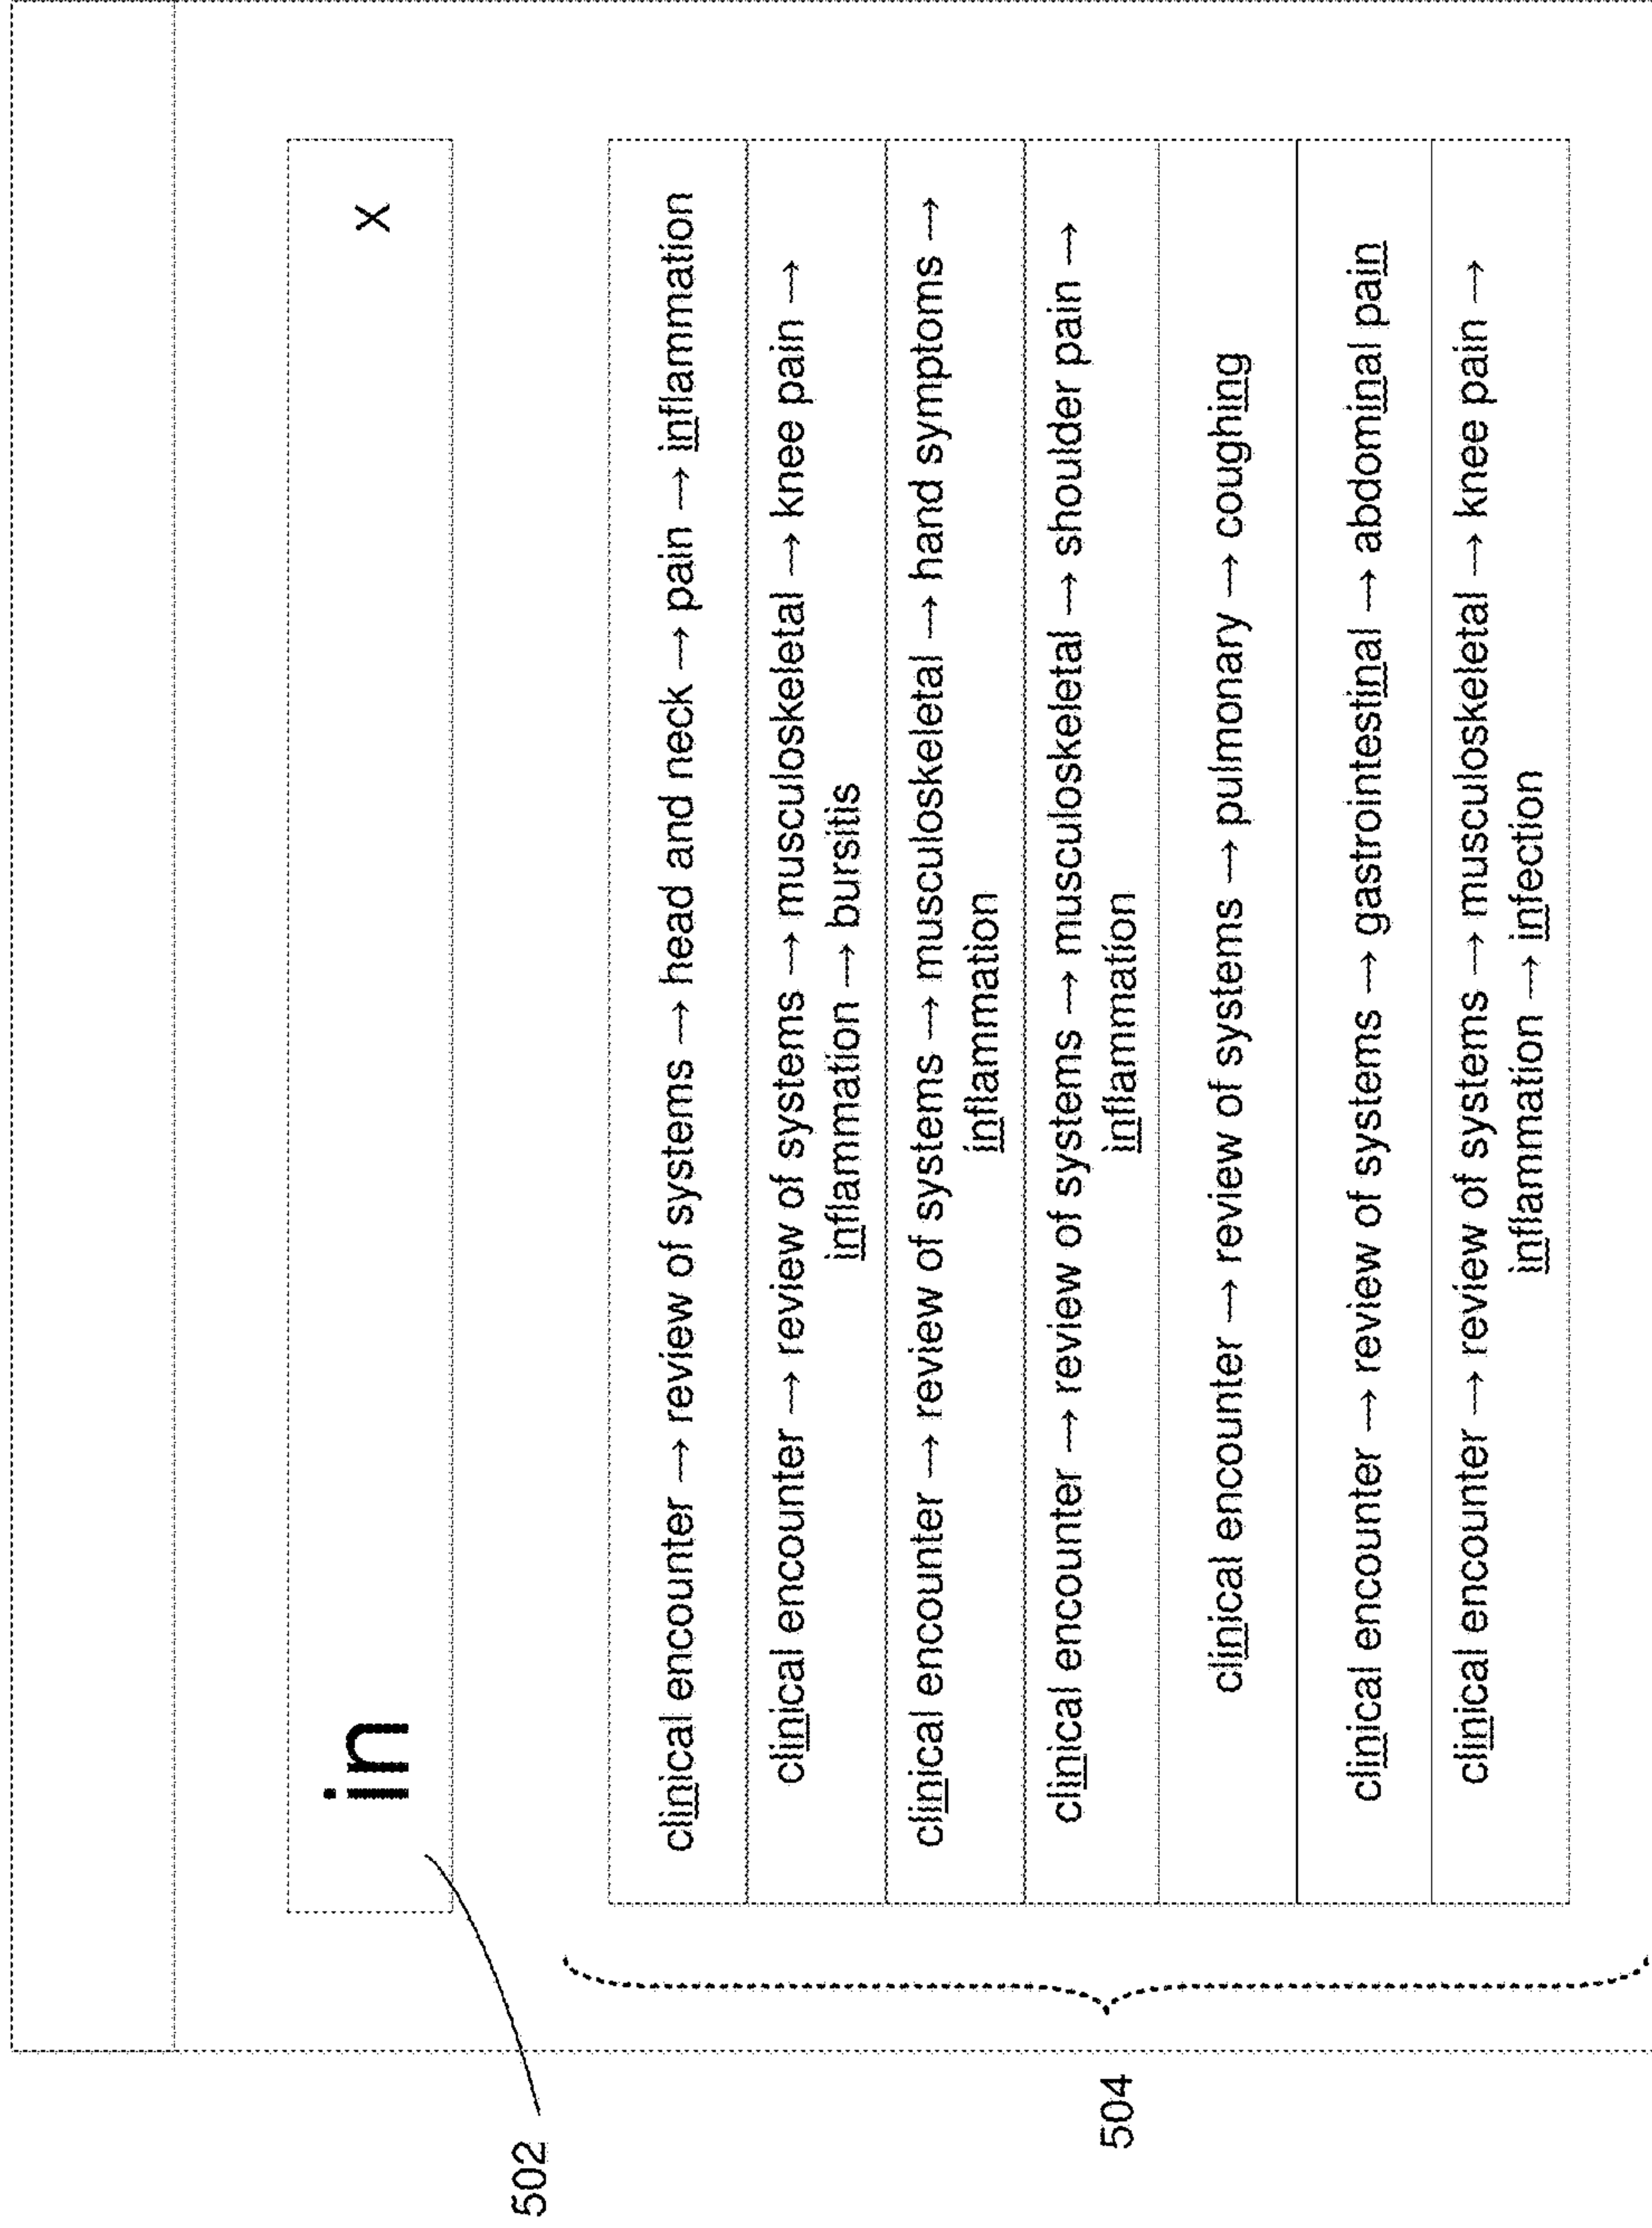 in x
502
clinical encounter → review of systems → head and neck → pain → inflammation
clinical encounter → review of systems → musculoskeletal → knee pain →
inflammation → bursitis
clinical encounter → review of systems → musculoskeletal → hand symptoms →
inflammation
clinical encounter → review of systems → musculoskeletal → shoulder pain →
inflammation
clinical encounter → review of systems → pulmonary → coughing
clinical encounter → review of systems → gastrointestinal → abdominal pain
clinical encounter → review of systems → musculoskeletal → knee pain →
inflammation → infection
504